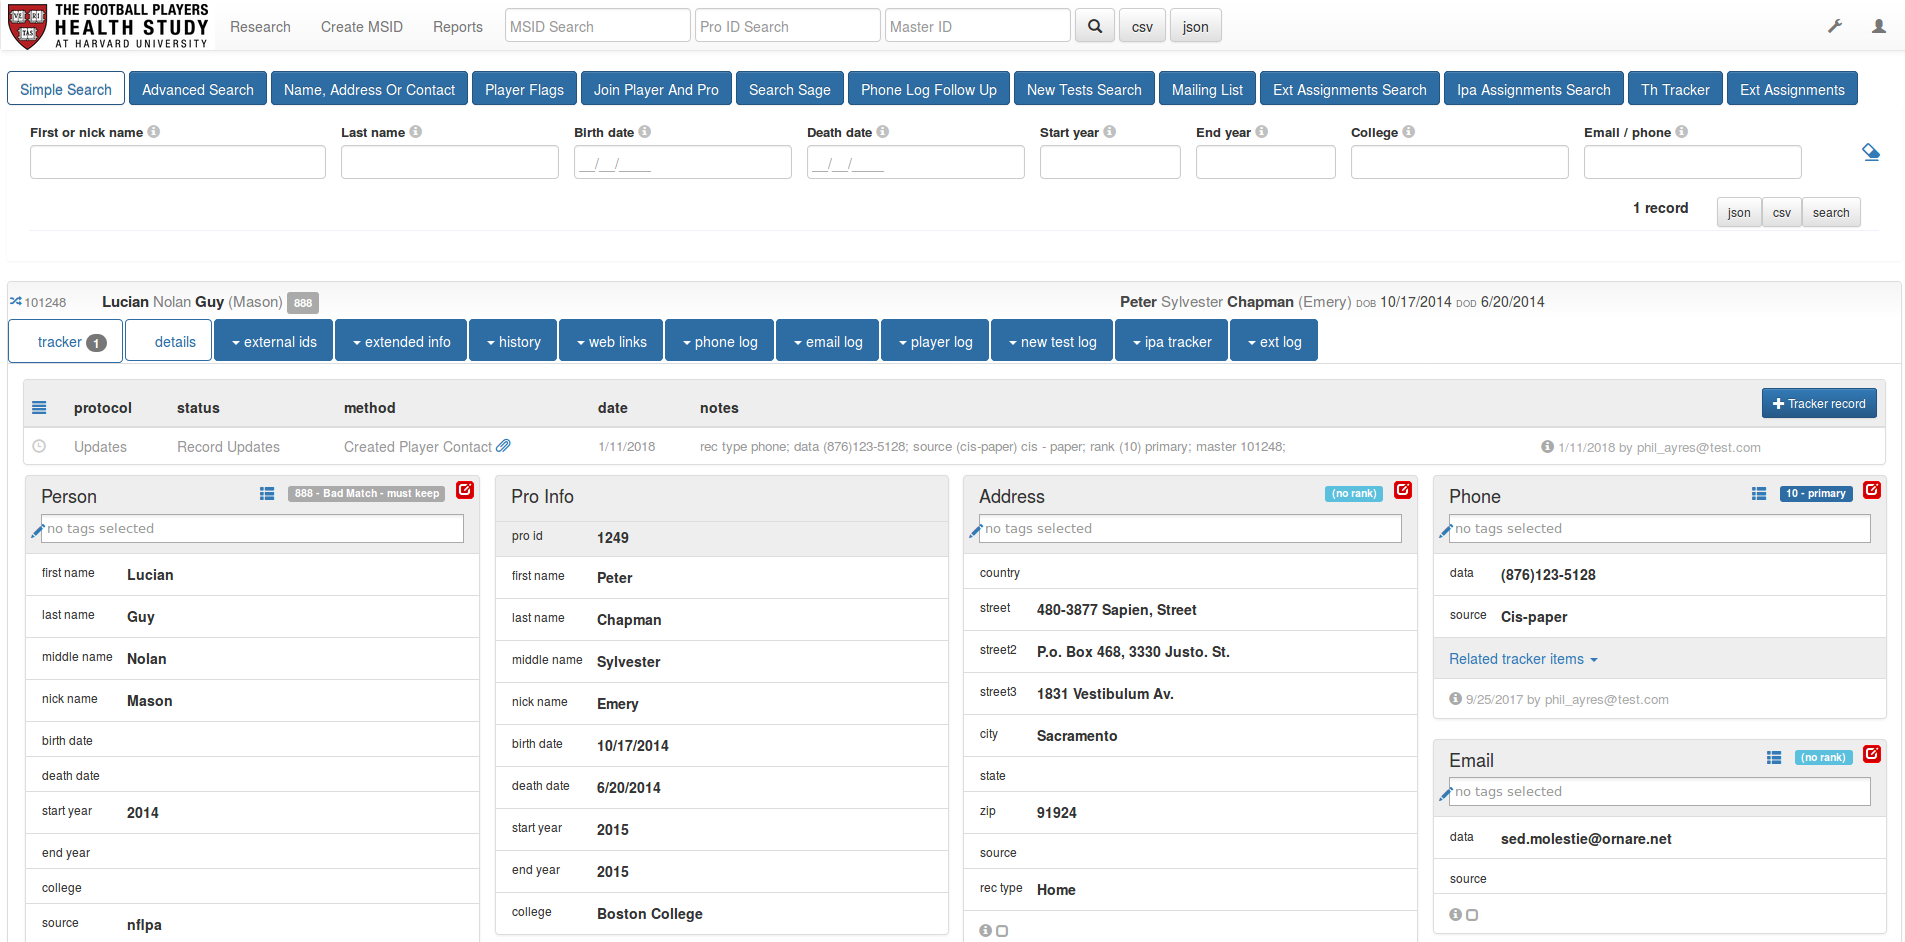 THE FOOTBALL PLAYERS
HEALTH STUDY
AT HARVARD UNIVERSITY
Research Create MSID Reports MSID Search Pro ID Search Master ID csv json
Simple Search Advanced Search Name, Address Or Contact Player Flags Join Player And Pro Search Sage Phone Log Follow Up New Tests Search Mailing List Ext Assignments Search Ipa Assignments Search Th Tracker Ext Assignments
First or nick name Last name Birth date Death date Start year End year College Email / phone
__/__/____ __/__/____
1 record json csv search
101248 Lucian Nolan Guy (Mason) 888 Peter Sylvester Chapman (Emery) DOB 10/17/2014 DOD 6/20/2014
tracker 1 details external ids extended info history web links phone log email log player log new test log ipa tracker ext log
protocol status method date notes Tracker record
Updates Record Updates Created Player Contact 1/11/2018 rec type phone; data (876)123-5128; source (cis-paper) cis - paper; rank (10) primary; master 101248; 1/11/2018 by phil_ayres@test.com
Person 888 - Bad Match - must keep
no tags selected
first name Lucian
last name Guy
middle name Nolan
nick name Mason
birth date
death date
start year 2014
end year
college
source nflpa
Pro Info
pro id 1249
first name Peter
last name Chapman
middle name Sylvester
nick name Emery
birth date 10/17/2014
death date 6/20/2014
start year 2015
end year 2015
college Boston College
Address (no rank)
no tags selected
country
street 480-3877 Sapien, Street
street2 P.o. Box 468, 3330 Justo. St.
street3 1831 Vestibulum Av.
city Sacramento
state
zip 91924
source
rec type Home
Phone 10 - primary
no tags selected
data (876)123-5128
source Cis-paper
Related tracker items
9/25/2017 by phil_ayres@test.com
Email (no rank)
no tags selected
data sed.molestie@ornare.net
source